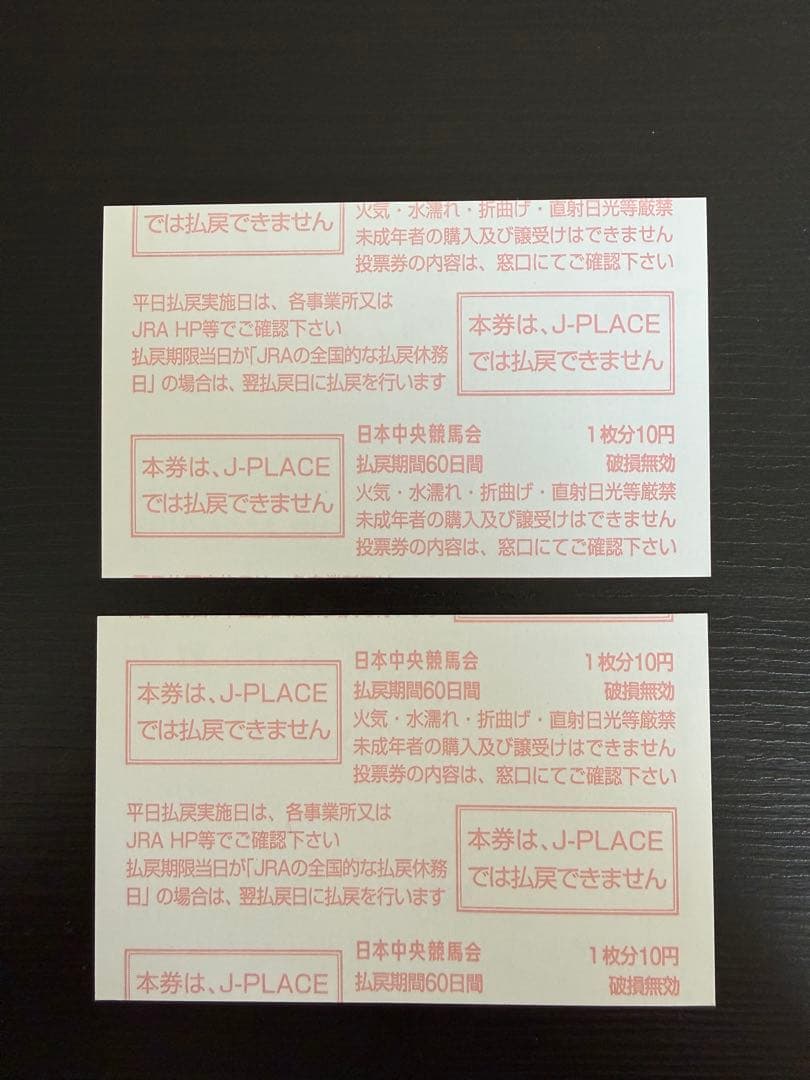 では払戻できません
火気・水濡れ・折曲げ・直射日光等厳禁
未成年者の購入及び譲受けはできません
投票券の内容は、窓口にてご確認下さい
平日払戻実施日は、各事業所又は
JRA HP等でご確認下さい
払戻期限当日が「JRAの全国的な払戻休務
日」の場合は、翌払戻日に払戻を行います
本券は、J-PLACE
では払戻できません
本券は、J-PLACE
では払戻できません
日本中央競馬会 1枚分10円
払戻期間60日間 破損無効
火気・水濡れ・折曲げ・直射日光等厳禁
未成年者の購入及び譲受けはできません
投票券の内容は、窓口にてご確認下さい
本券は、J-PLACE
では払戻できません
日本中央競馬会 1枚分10円
払戻期間60日間 破損無効
火気・水濡れ・折曲げ・直射日光等厳禁
未成年者の購入及び譲受けはできません
投票券の内容は、窓口にてご確認下さい
平日払戻実施日は、各事業所又は
JRA HP等でご確認下さい
払戻期限当日が「JRAの全国的な払戻休務
日」の場合は、翌払戻日に払戻を行います
本券は、J-PLACE
では払戻できません
本券は、J-PLACE
日本中央競馬会 1枚分10円
払戻期間60日間 破損無効